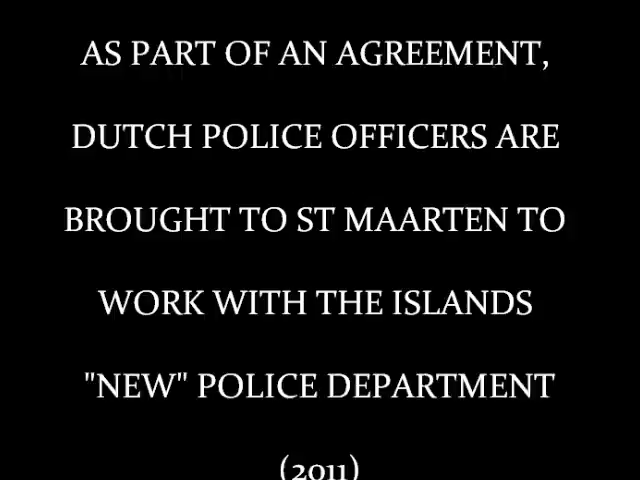 AS PART OF AN AGREEMENT,
DUTCH POLICE OFFICERS ARE
BROUGHT TO ST MAARTEN TO
WORK WITH THE ISLANDS
"NEW" POLICE DEPARTMENT
(2011)